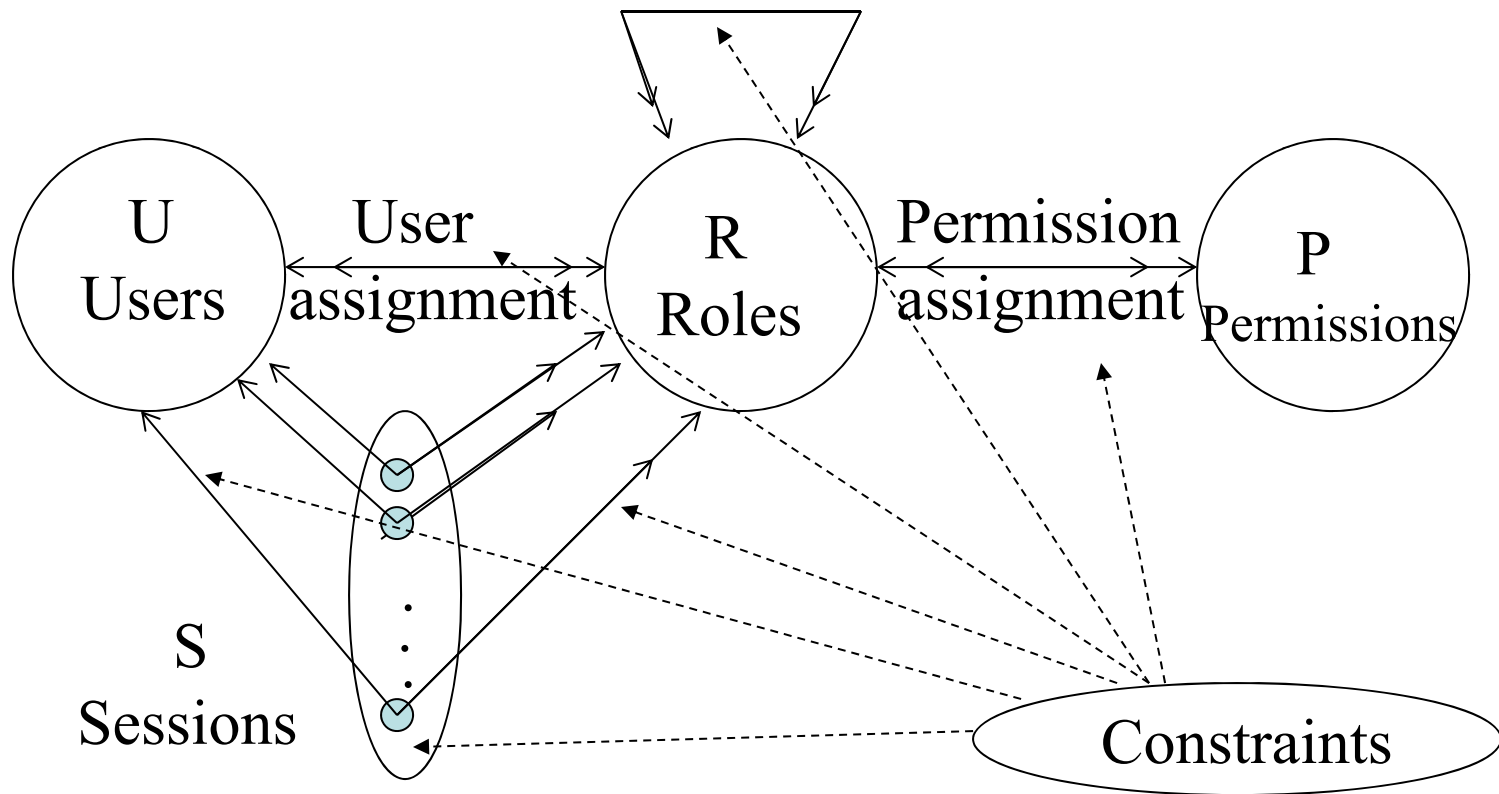 U
Users
User
assignment
R
Roles
Permission
assignment
P
Permissions
S
Sessions
Constraints